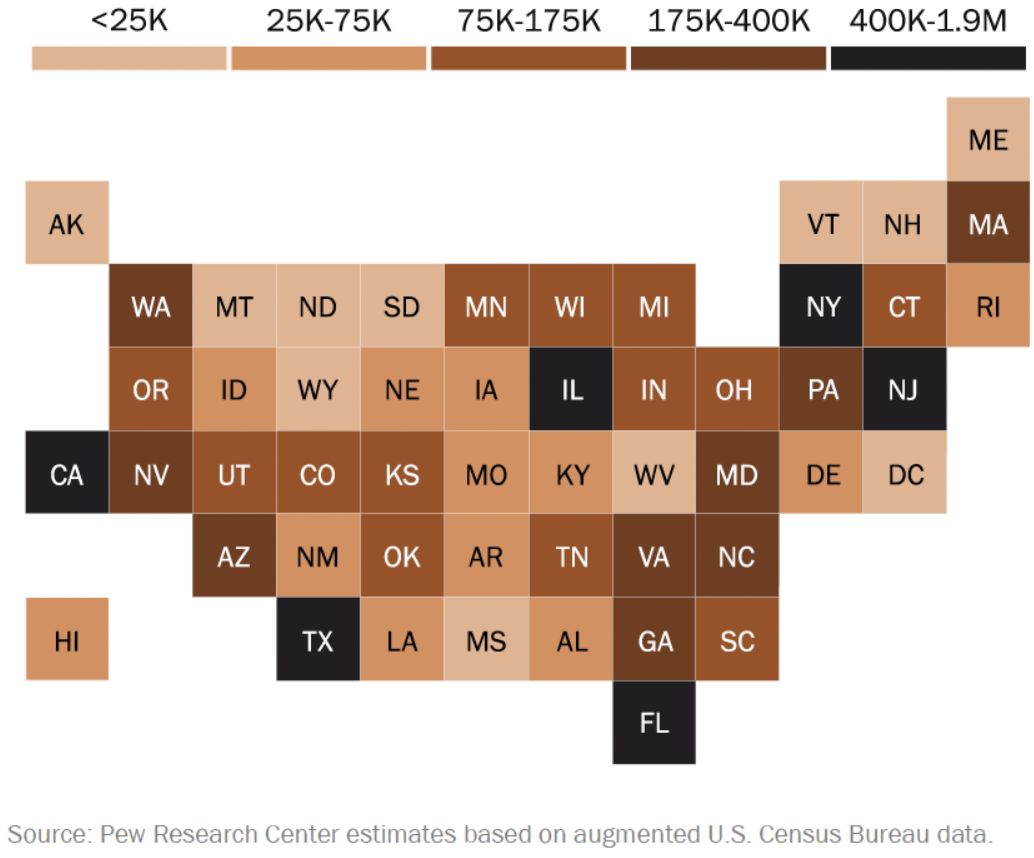 <25K 25K-75K 75K-175K 175K-400K 400K-1.9M
ME
AK VT NH MA
WA MT ND SD MN WI MI NY CT RI
OR ID WY NE IA IL IN OH PA NJ
CA NV UT CO KS MO KY WV MD DE DC
AZ NM OK AR TN VA NC
HI TX LA MS AL GA SC
FL
Source: Pew Research Center estimates based on augmented U.S. Census Bureau data.